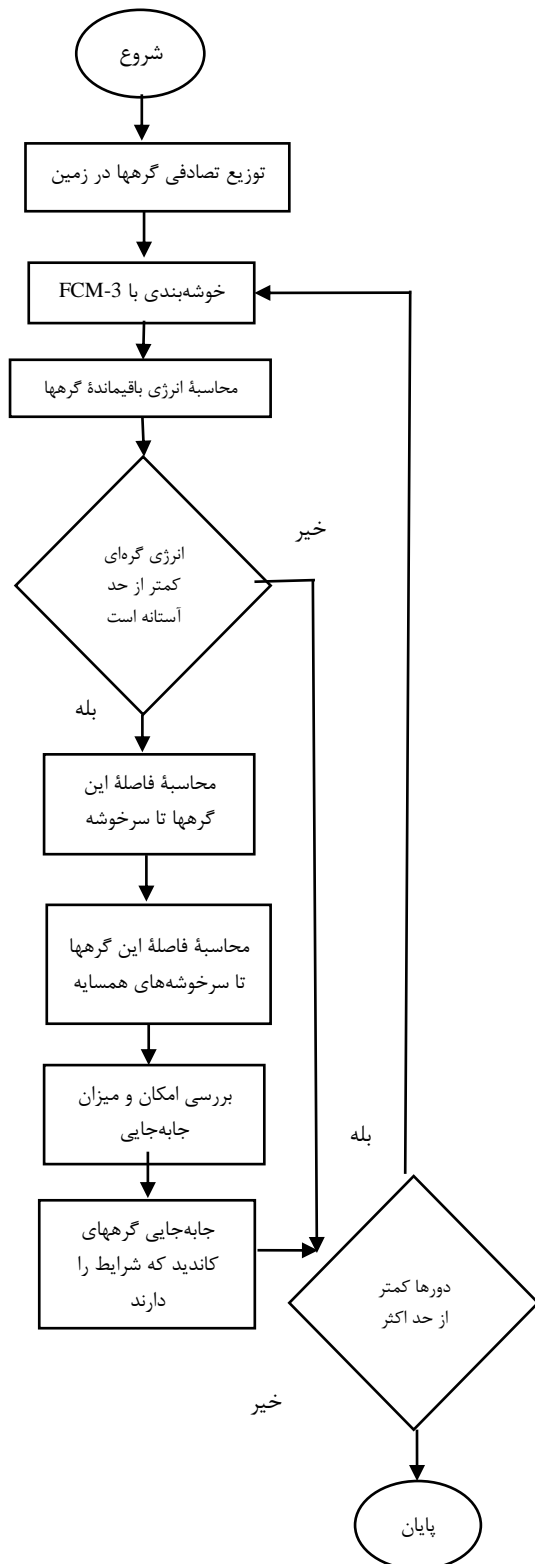 شروع
توزیع تصادفی گرهها در زمین
خوشه‌بندی با FCM-3
محاسبهٔ انرژی باقیماندهٔ گرهها
خیر
انرژی گره‌ای
کمتر از حد
آستانه است
بله
محاسبهٔ فاصلهٔ این
گرهها تا سرخوشه
محاسبهٔ فاصلهٔ این گرهها
تا سرخوشه‌های همسایه
بررسی امکان و میزان
جابه‌جایی
بله
جابه‌جایی گرههای
کاندید که شرایط را
دارند
دورها کمتر
از حد اکثر
خیر
پایان